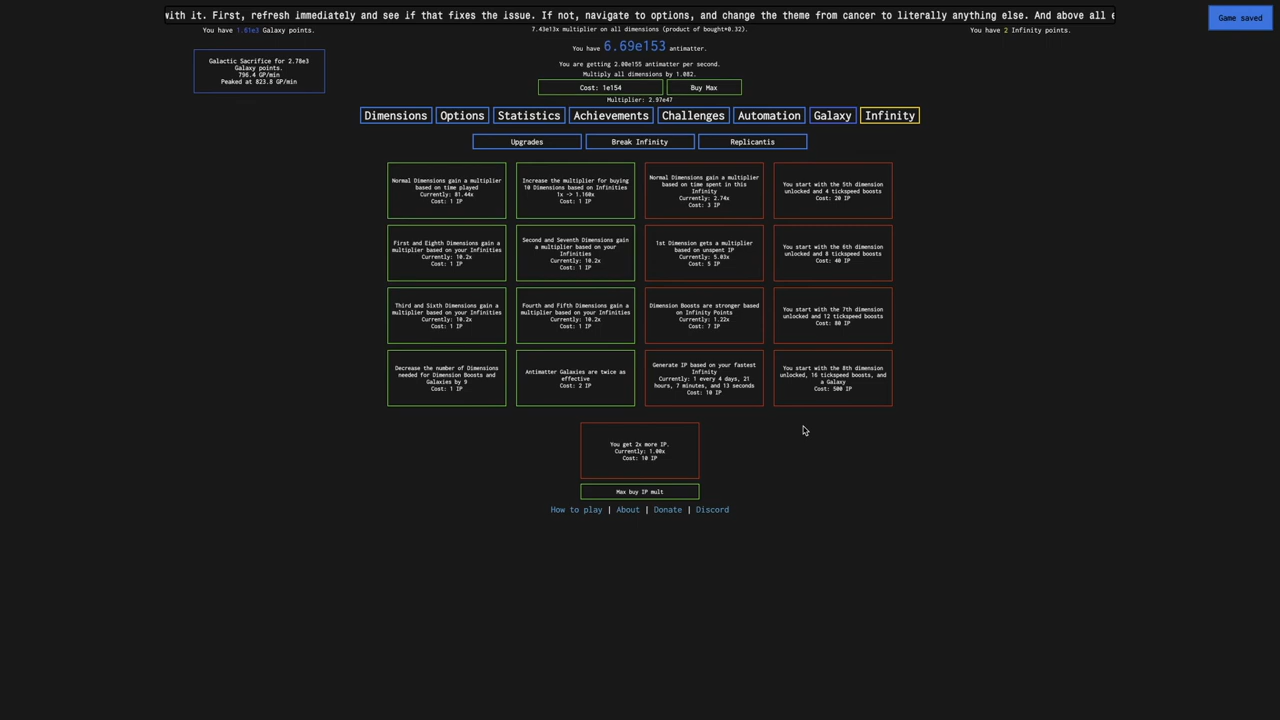 with it. First, refresh immediately and see if that fixes the issue. If not, navigate to options, and change the theme from cancer to literally anything else. And above all e
Game saved
You have 1.61e3 Galaxy points.
7.43e13x multiplier on all dimensions (product of bought*0.32).
You have 2 Infinity points.
You have 6.69e153 antimatter.
Galactic Sacrifice for 2.78e3
Galaxy points.
796.4 GP/min
Peaked at 823.8 GP/min
You are getting 2.00e155 antimatter per second.
Multiply all dimensions by 1.082.
Cost: 1e154
Buy Max
Multiplier: 2.97e47
Dimensions
Options
Statistics
Achievements
Challenges
Automation
Galaxy
Infinity
Upgrades
Break Infinity
Replicantis
Normal Dimensions gain a multiplier
based on time played
Currently: 81.44x
Cost: 1 IP
Increase the multiplier for buying
10 Dimensions based on Infinities
1x -> 1.160x
Cost: 1 IP
Normal Dimensions gain a multiplier
based on time spent in this
Infinity
Currently: 2.74x
Cost: 3 IP
You start with the 5th dimension
unlocked and 4 tickspeed boosts
Cost: 20 IP
First and Eighth Dimensions gain a
multiplier based on your Infinities
Currently: 10.2x
Cost: 1 IP
Second and Seventh Dimensions gain
a multiplier based on your
Infinities
Currently: 10.2x
Cost: 1 IP
1st Dimension gets a multiplier
based on unspent IP
Currently: 5.03x
Cost: 5 IP
You start with the 6th dimension
unlocked and 8 tickspeed boosts
Cost: 40 IP
Third and Sixth Dimensions gain a
multiplier based on your Infinities
Currently: 10.2x
Cost: 1 IP
Fourth and Fifth Dimensions gain a
multiplier based on your Infinities
Currently: 10.2x
Cost: 1 IP
Dimension Boosts are stronger based
on Infinity Points
Currently: 1.22x
Cost: 7 IP
You start with the 7th dimension
unlocked and 12 tickspeed boosts
Cost: 80 IP
Decrease the number of Dimensions
needed for Dimension Boosts and
Galaxies by 9
Cost: 1 IP
Antimatter Galaxies are twice as
effective
Cost: 2 IP
Generate IP based on your fastest
Infinity
Currently: 1 every 4 days, 21
hours, 7 minutes, and 13 seconds
Cost: 10 IP
You start with the 8th dimension
unlocked, 16 tickspeed boosts, and
a Galaxy
Cost: 500 IP
You get 2x more IP.
Currently: 1.00x
Cost: 10 IP
Max buy IP mult
How to play | About | Donate | Discord